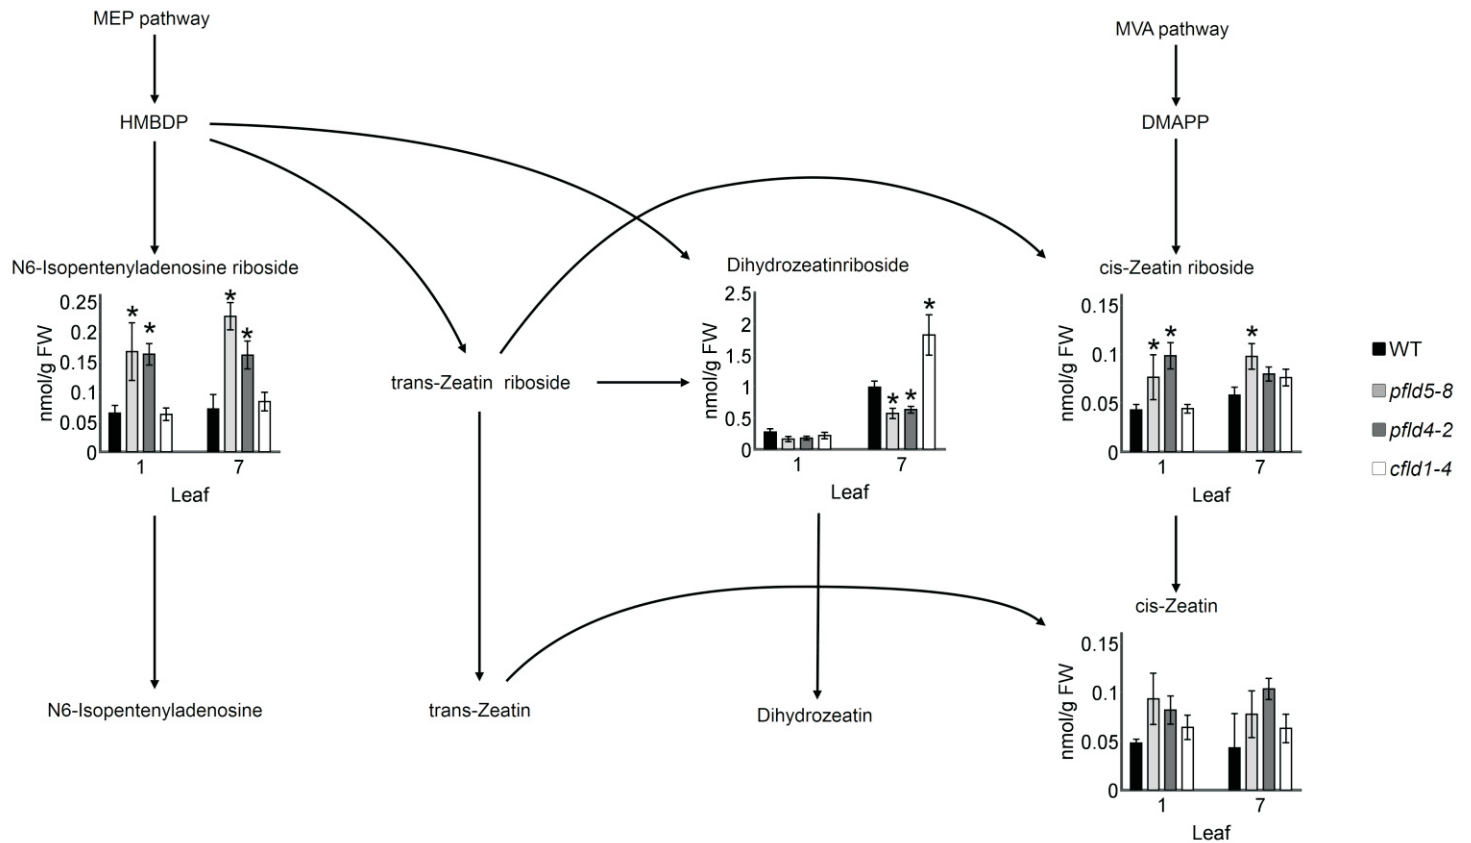 MEP pathway
MVA pathway
HMBDP
DMAPP
N6-Isopentenyladenosine riboside
0.25
0.2
0.15
0.1
0.05
0
nmol/g FW
* * * *
1 7
Leaf
trans-Zeatin riboside
Dihydrozeatinriboside
2.5
2
1.5
1
0.5
0
nmol/g FW
* * *
1 7
Leaf
cis-Zeatin riboside
0.15
0.1
0.05
0
nmol/g FW
* * *
1 7
Leaf
WT
pfld5-8
pfld4-2
cfld1-4
N6-Isopentenyladenosine
trans-Zeatin
Dihydrozeatin
cis-Zeatin
0.15
0.1
0.05
0
nmol/g FW
1 7
Leaf